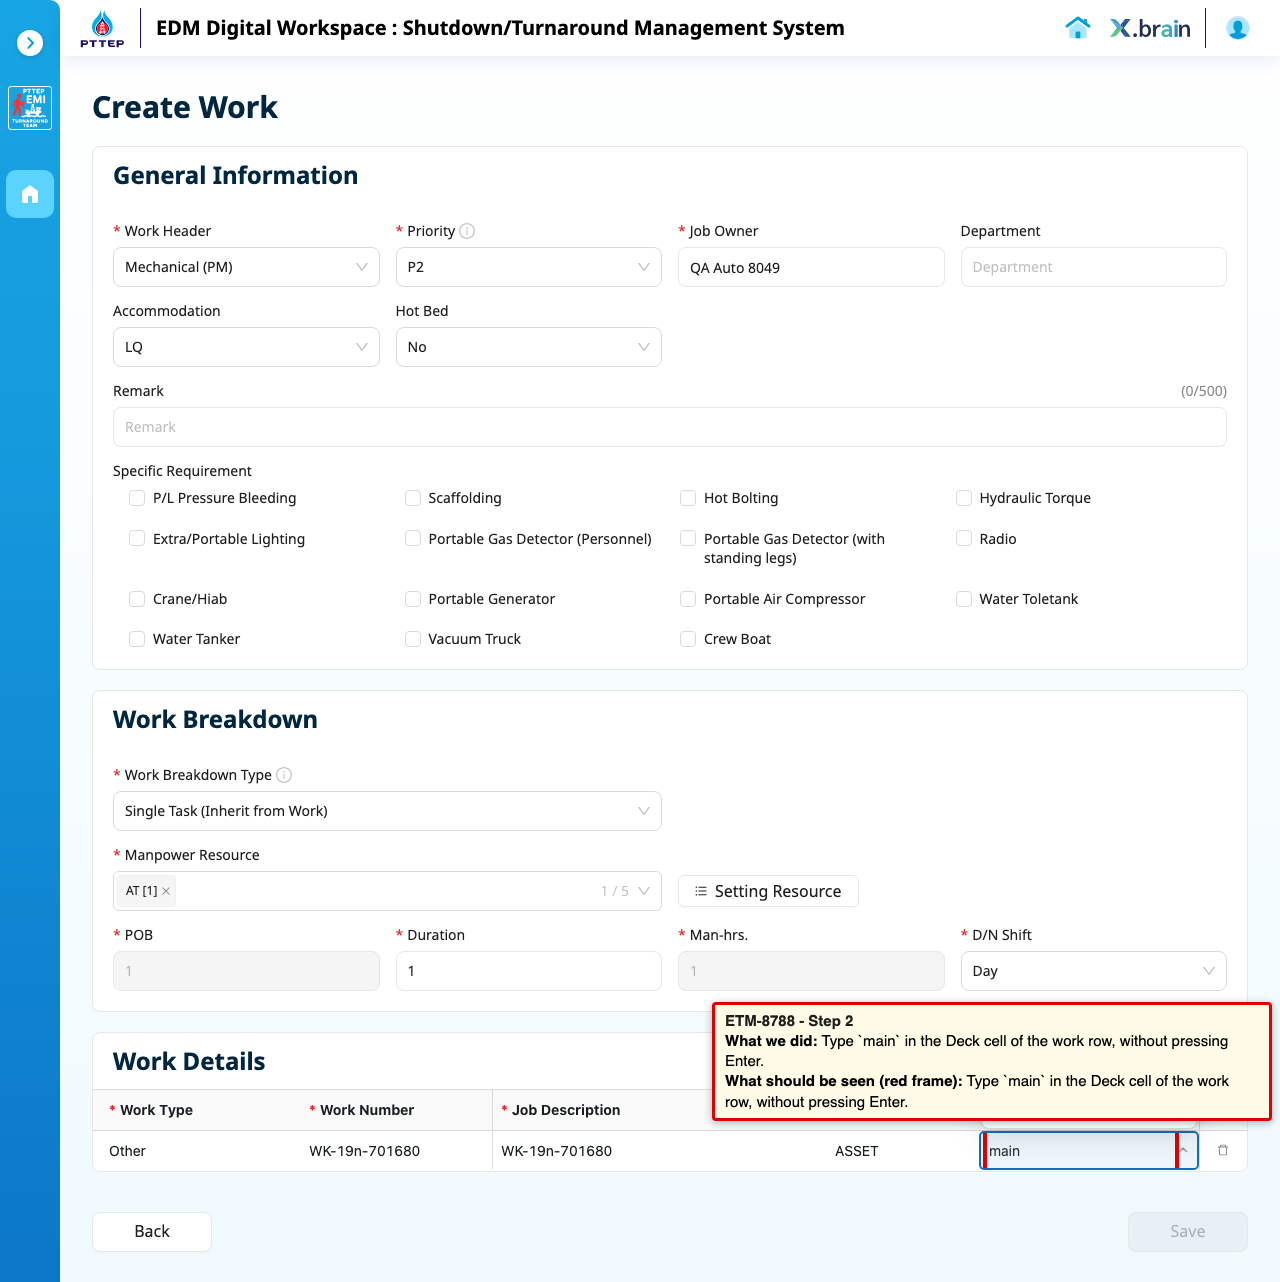 PTTEP
EDM Digital Workspace : Shutdown/Turnaround Management System
X.brain
PTTEP
EMI
TURNAROUND
TEAM
Create Work
General Information
* Work Header
* Priority
* Job Owner
Department
Mechanical (PM)
P2
QA Auto 8049
Department
Accommodation
Hot Bed
LQ
No
Remark
(0/500)
Remark
Specific Requirement
P/L Pressure Bleeding
Scaffolding
Hot Bolting
Hydraulic Torque
Extra/Portable Lighting
Portable Gas Detector (Personnel)
Portable Gas Detector (with
standing legs)
Radio
Crane/Hiab
Portable Generator
Portable Air Compressor
Water Toletank
Water Tanker
Vacuum Truck
Crew Boat
Work Breakdown
* Work Breakdown Type
Single Task (Inherit from Work)
* Manpower Resource
AT [1]
1 / 5
Setting Resource
* POB
* Duration
* Man-hrs.
* D/N Shift
1
1
1
Day
ETM-8788 - Step 2
What we did: Type `main` in the Deck cell of the work row, without pressing
Enter.
What should be seen (red frame): Type `main` in the Deck cell of the work
row, without pressing Enter.
Work Details
* Work Type
* Work Number
* Job Description
Other
WK-19n-701680
WK-19n-701680
ASSET
main
Back
Save